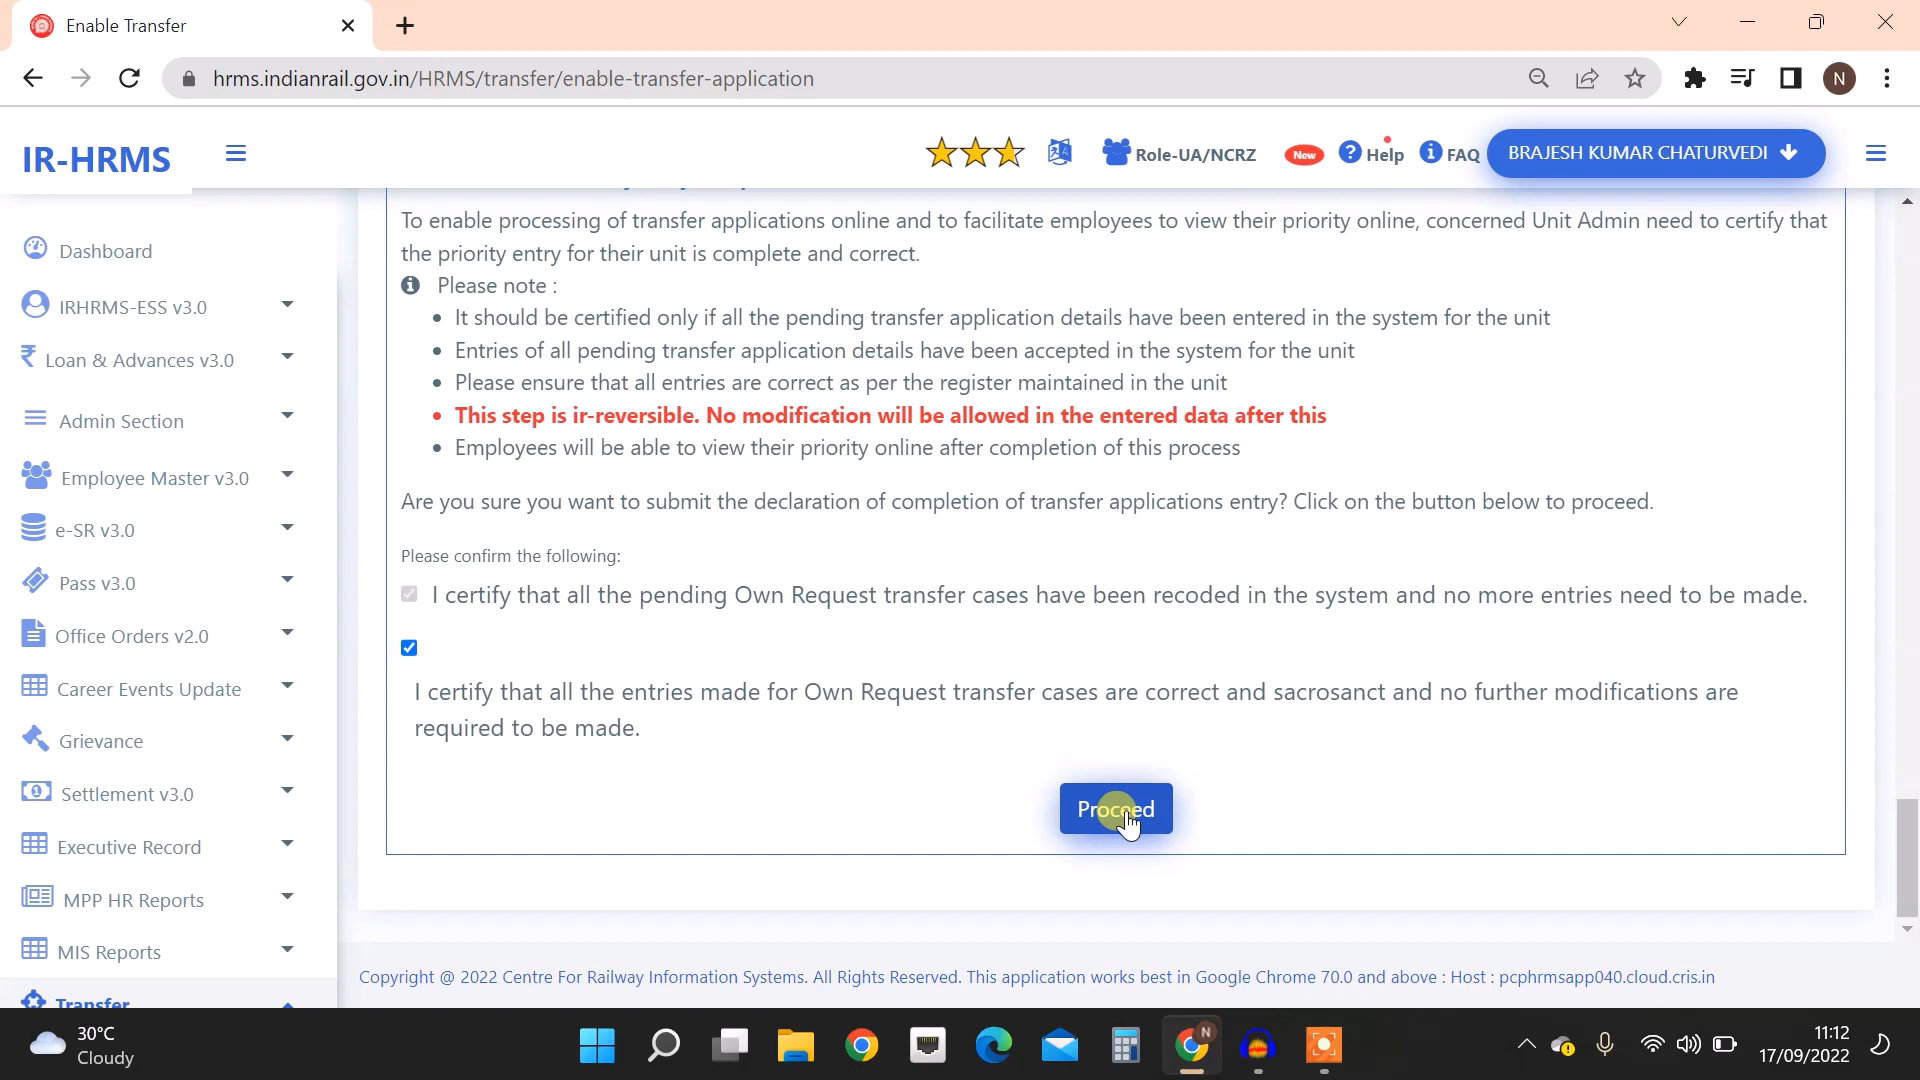 Enable Transfer
hrms.indianrail.gov.in/HRMS/transfer/enable-transfer-application
N
IR-HRMS
Role-UA/NCRZ
New
Help
FAQ
BRAJESH KUMAR CHATURVEDI
Dashboard
IRHRMS-ESS v3.0
Loan & Advances v3.0
Admin Section
Employee Master v3.0
e-SR v3.0
Pass v3.0
Office Orders v2.0
Career Events Update
Grievance
Settlement v3.0
Executive Record
MPP HR Reports
MIS Reports
Transfer
To enable processing of transfer applications online and to facilitate employees to view their priority online, concerned Unit Admin need to certify that
the priority entry for their unit is complete and correct.
Please note :
• It should be certified only if all the pending transfer application details have been entered in the system for the unit
• Entries of all pending transfer application details have been accepted in the system for the unit
• Please ensure that all entries are correct as per the register maintained in the unit
• This step is ir-reversible. No modification will be allowed in the entered data after this
• Employees will be able to view their priority online after completion of this process
Are you sure you want to submit the declaration of completion of transfer applications entry? Click on the button below to proceed.
Please confirm the following:
I certify that all the pending Own Request transfer cases have been recoded in the system and no more entries need to be made.
I certify that all the entries made for Own Request transfer cases are correct and sacrosanct and no further modifications are
required to be made.
Proceed
Copyright @ 2022 Centre For Railway Information Systems. All Rights Reserved. This application works best in Google Chrome 70.0 and above : Host : pcphrmsapp040.cloud.cris.in
30°C
Cloudy
N
11:12
17/09/2022